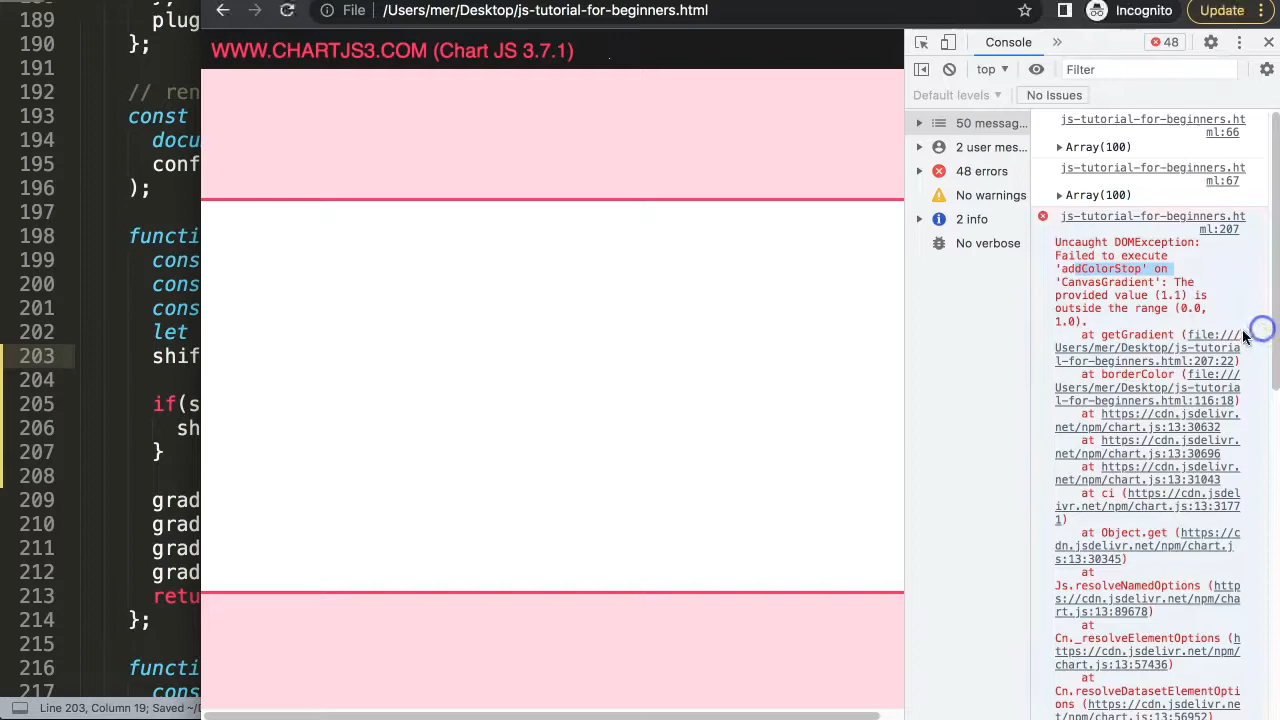 189 plug
190 };
191
192 // ren
193 const
194 docu
195 conf
196 );
197
198 functi
199 cons
200 cons
201 cons
202 let
203 shif
204
205 if(s
206 sh
207 }
208
209 grad
210 grad
211 grad
212 grad
213 retu
214 };
215
216 functi
217 cons
Line 203, Column 19; Saved ~/D
File /Users/mer/Desktop/js-tutorial-for-beginners.html
Incognito
Update
WWW.CHARTJS3.COM (Chart JS 3.7.1)
Console
48
top
Filter
Default levels
No Issues
50 messag...
2 user mes...
48 errors
No warnings
2 info
No verbose
js-tutorial-for-beginners.ht
ml:66
Array(100)
js-tutorial-for-beginners.ht
ml:67
Array(100)
js-tutorial-for-beginners.ht
ml:207
Uncaught DOMException:
Failed to execute
'addColorStop' on
'CanvasGradient': The
provided value (1.1) is
outside the range (0.0,
1.0).
at getGradient (file:///
Users/mer/Desktop/js-tutoria
l-for-beginners.html:207:22)
at borderColor (file:///
Users/mer/Desktop/js-tutoria
l-for-beginners.html:116:18)
at https://cdn.jsdelivr.
net/npm/chart.js:13:30632
at https://cdn.jsdelivr.
net/npm/chart.js:13:30696
at https://cdn.jsdelivr.
net/npm/chart.js:13:31043
at ci (https://cdn.jsdel
ivr.net/npm/chart.js:13:3177
1)
at Object.get (https://c
dn.jsdelivr.net/npm/chart.j
s:13:30345)
at
Js.resolveNamedOptions (http
s://cdn.jsdelivr.net/npm/cha
rt.js:13:89678)
at
Cn._resolveElementOptions (h
ttps://cdn.jsdelivr.net/npm/
chart.js:13:57436)
at
Cn.resolveDatasetElementOpti
ons (https://cdn.jsdelivr.ne
t/npm/chart.js:13:56952)